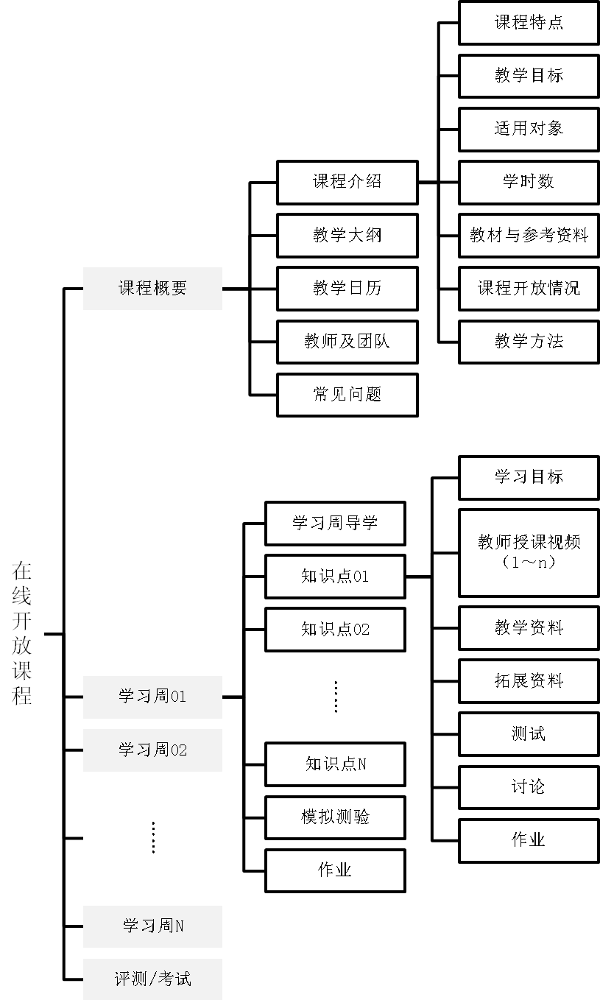 在线开放课程
课程概要
课程介绍
课程特点
教学目标
适用对象
学时数
教材与参考资料
课程开放情况
教学方法
教学大纲
教学日历
教师及团队
常见问题
学习周01
学习周导学
知识点01
学习目标
教师授课视频
（1～n）
教学资料
拓展资料
测试
讨论
作业
知识点02
……
知识点N
模拟测验
作业
学习周02
……
学习周N
评测/考试